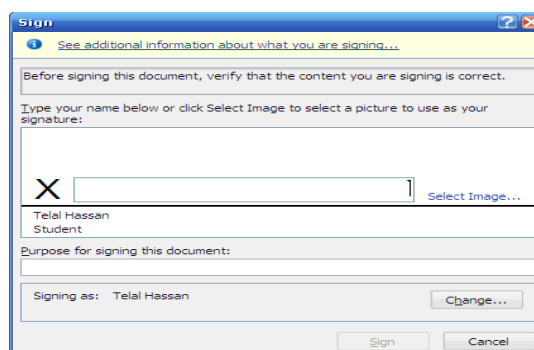 Sign
See additional information about what you are signing...
Before signing this document, verify that the content you are signing is correct.
Type your name below or click Select Image to select a picture to use as your
signature:
X
Select Image...
Telal Hassan
Student
Purpose for signing this document:
Signing as: Telal Hassan
Change...
Sign Cancel